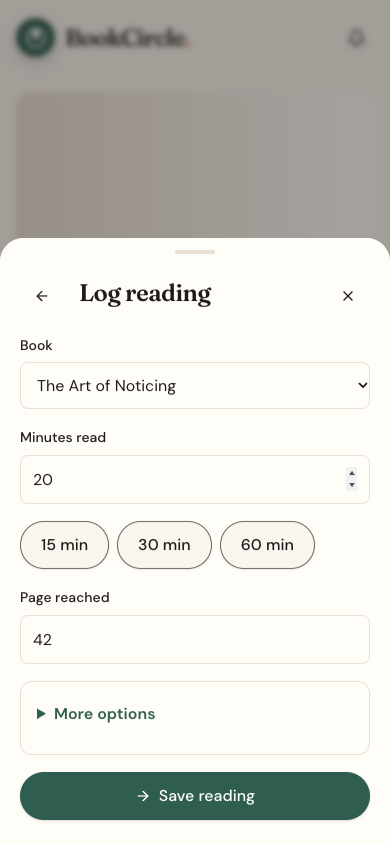 BookCircle.
Log reading
Book
The Art of Noticing
Minutes read
20
15 min 30 min 60 min
Page reached
42
More options
Save reading